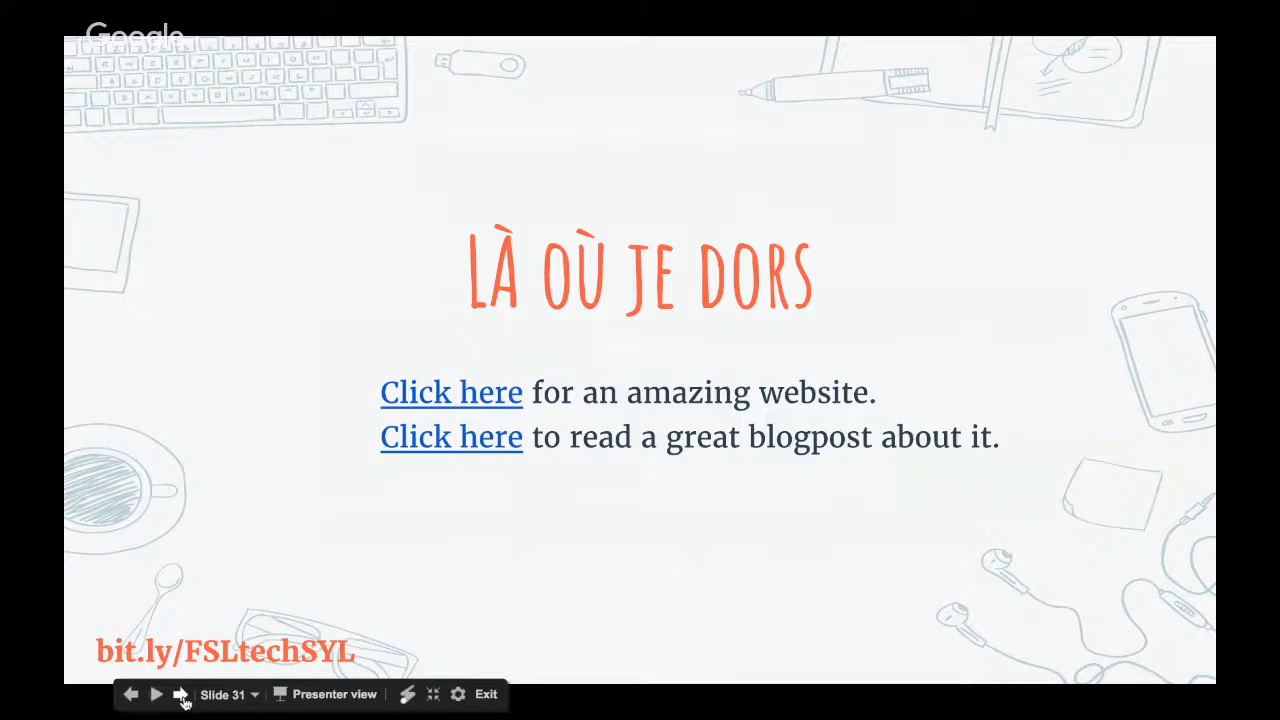 Google
LÀ OÙ JE DORS
Click here for an amazing website.
Click here to read a great blogpost about it.
bit.ly/FSLtechSYL
Slide 31
Presenter view
Exit